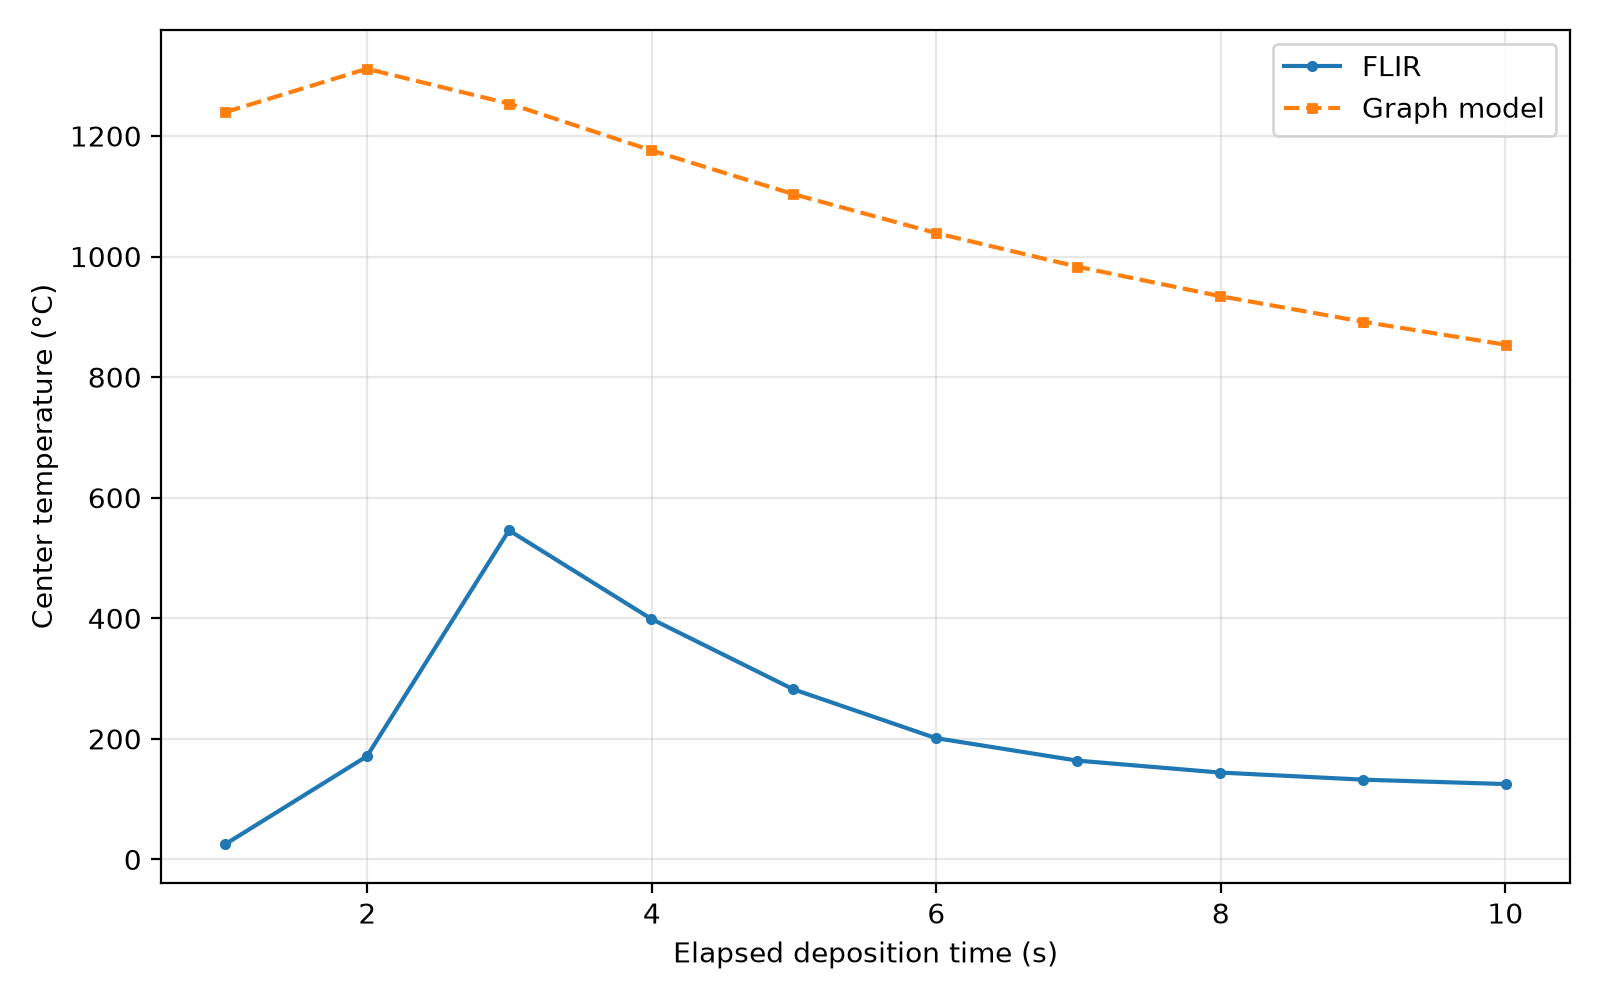 FLIR
Graph model
1200
1000
800
600
400
200
0
Center temperature (°C)
2 4 6 8 10
Elapsed deposition time (s)